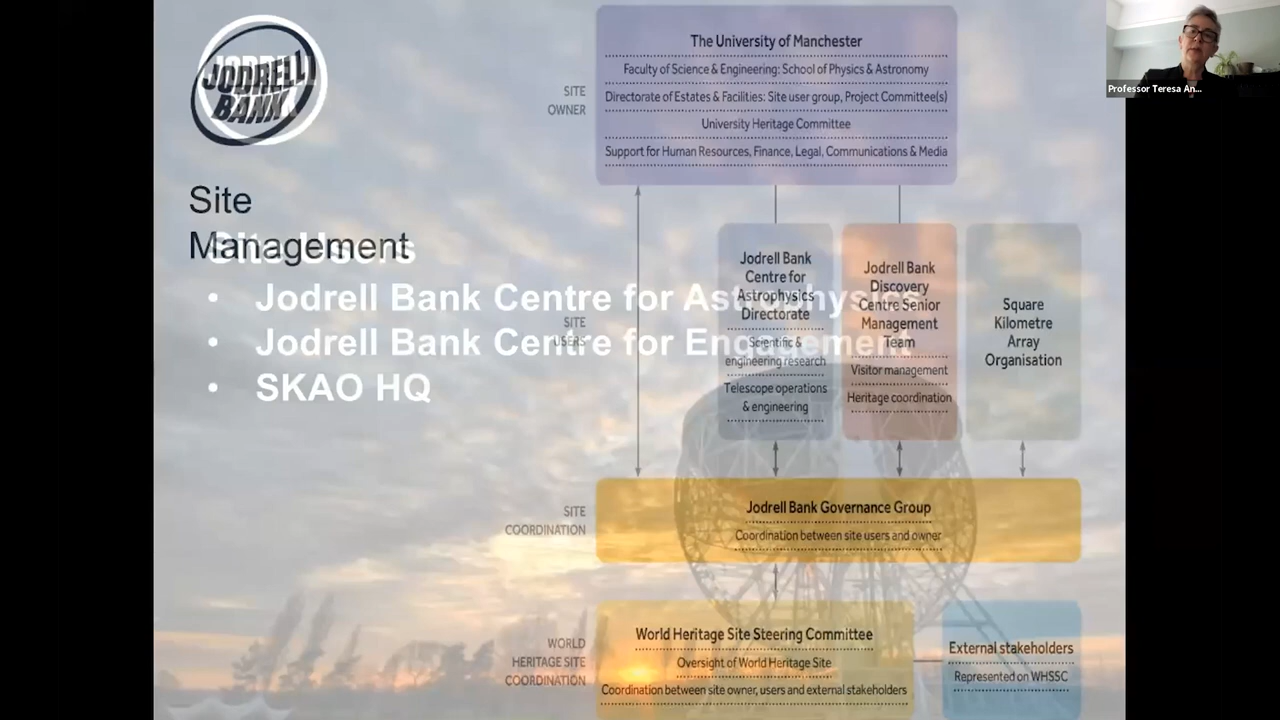 JODRELL
BANK
Site
Management
Site Users
• Jodrell Bank Centre for Astrophysics
• Jodrell Bank Centre for Engagement
• SKAO HQ
SITE
OWNER
The University of Manchester
Faculty of Science & Engineering: School of Physics & Astronomy
Directorate of Estates & Facilities: Site user group, Project Committee(s)
University Heritage Committee
Support for Human Resources, Finance, Legal, Communications & Media
SITE
USERS
Jodrell Bank
Centre for
Astrophysics
Directorate
Scientific &
engineering research
Telescope operations
& engineering
Jodrell Bank
Discovery
Centre Senior
Management
Team
Visitor management
Heritage coordination
Square
Kilometre
Array
Organisation
SITE
COORDINATION
Jodrell Bank Governance Group
Coordination between site users and owner
WORLD
HERITAGE SITE
COORDINATION
World Heritage Site Steering Committee
Oversight of World Heritage Site
Coordination between site owner, users and external stakeholders
External stakeholders
Represented on WHSSC
Professor Teresa An...